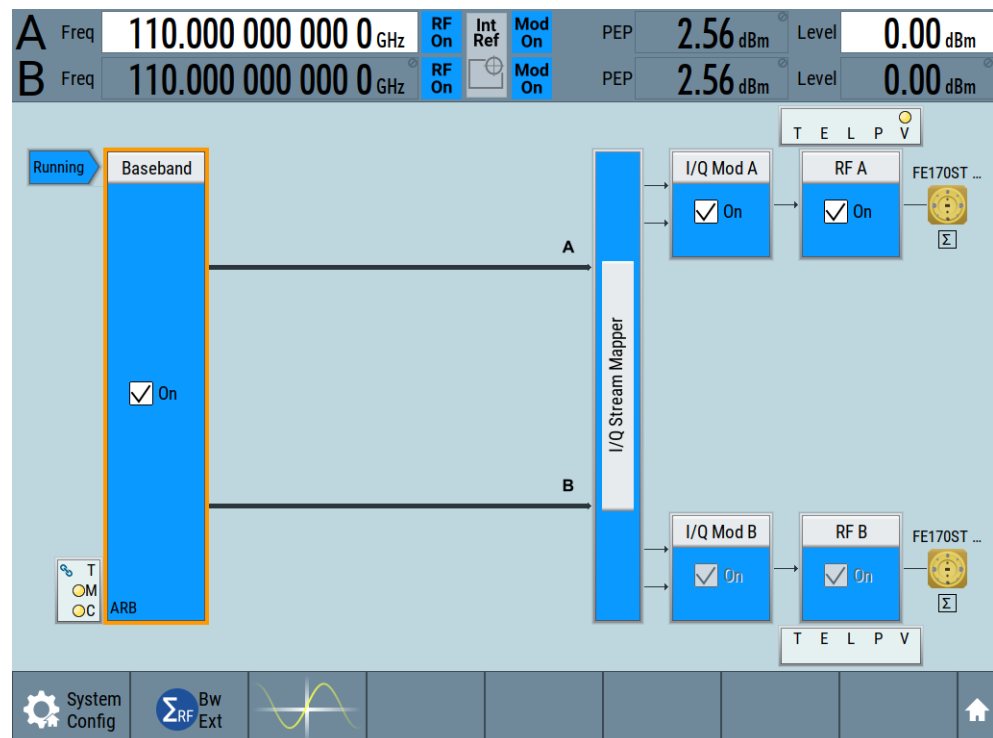 A Freq 110.000 000 000 0 GHz RF On Int Ref Mod On PEP 2.56 dBm Level 0.00 dBm
B Freq 110.000 000 000 0 GHz RF On Mod On PEP 2.56 dBm Level 0.00 dBm
T E L P V
Running Baseband I/Q Mod A RF A FE170ST ...
On On
A
Σ
I/Q Stream Mapper
On
B
I/Q Mod B RF B FE170ST ...
T
On On
M
C ARB
Σ
T E L P V
System Config ΣRF Bw Ext